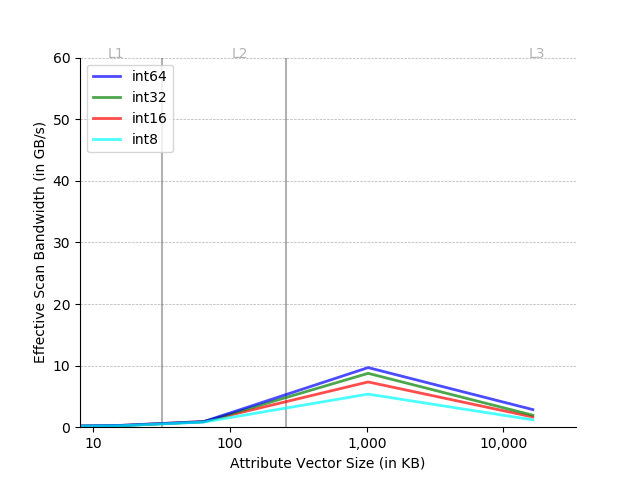 L1 L2 L3
60
50
40
30
20
10
0
int64
int32
int16
int8
Effective Scan Bandwidth (in GB/s)
10 100 1,000 10,000
Attribute Vector Size (in KB)